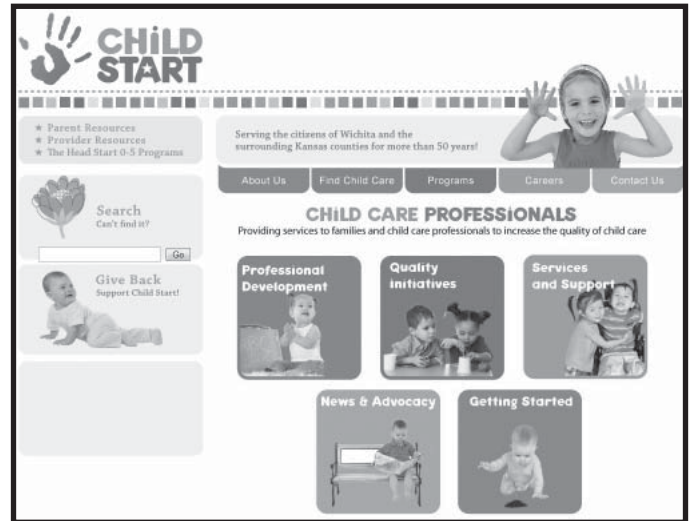 CHiLD
START
★ Parent Resources
★ Provider Resources
★ The Head Start 0-5 Programs
Serving the citizens of Wichita and the
surrounding Kansas counties for more than 50 years!
About Us
Find Child Care
Programs
Careers
Contact Us
Search
Can't find it?
Go
Give Back
Support Child Start!
CHiLD CARE PROFESSiONALS
Providing services to families and child care professionals to increase the quality of child care
Professional
Development
Quality
initiatives
Services
and Support
News & Advocacy
Getting Started